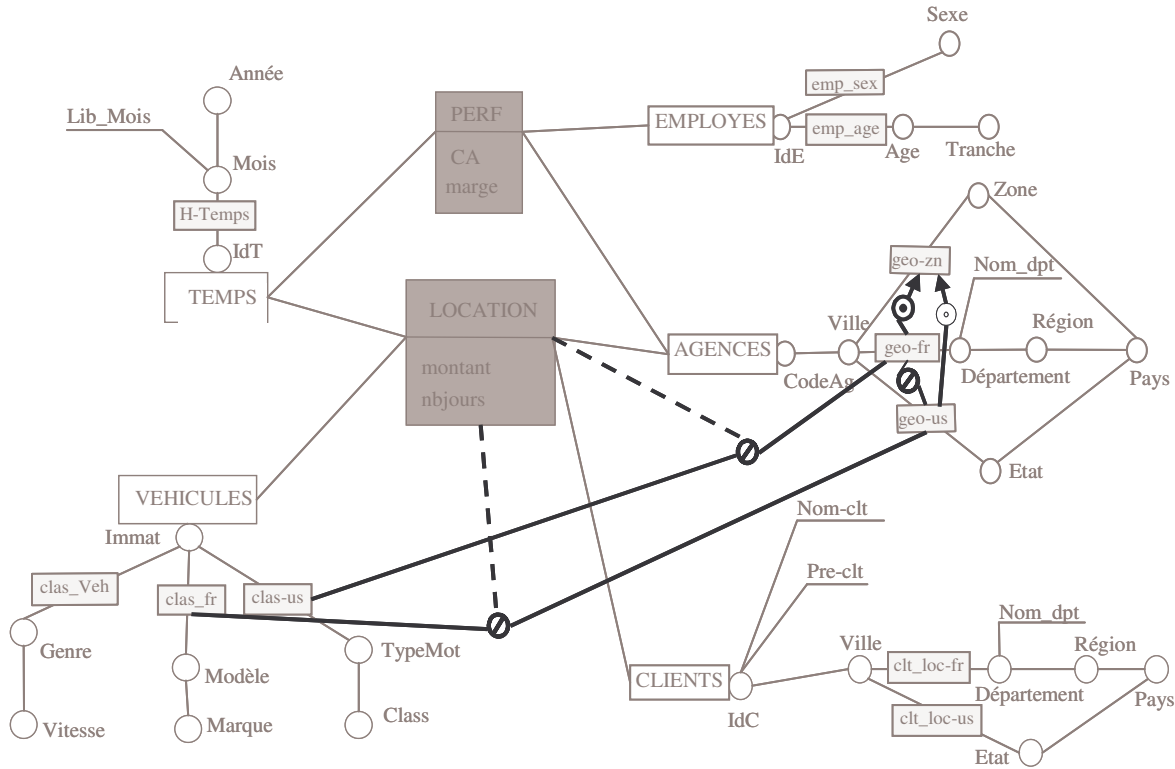 Sexe
Année
emp_sex
Lib_Mois
PERF
EMPLOYES
emp_age
CA
IdE
Age
Tranche
Mois
marge
Zone
H-Temps
IdT
geo-zn
Nom_dpt
TEMPS
LOCATION
Ville
Région
AGENCES
geo-fr
montant
CodeAg
Département
Pays
nbjours
geo-us
Etat
VEHICULES
Nom-clt
Immat
Pre-clt
clas_Veh
clas_fr
clas-us
Nom_dpt
Genre
TypeMot
Ville
Région
Modèle
CLIENTS
clt_loc-fr
Département
Pays
IdC
clt_loc-us
Vitesse
Marque
Class
Etat